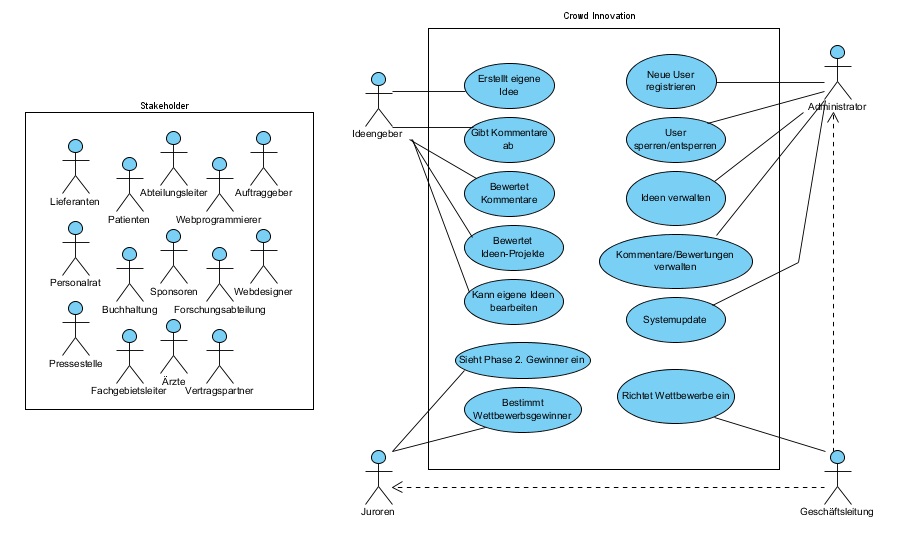 Crowd Innovation
Stakeholder
Lieferanten
Patienten
Abteilungsleiter
Webprogrammierer
Auftraggeber
Personalrat
Buchhaltung
Sponsoren
Forschungsabteilung
Webdesigner
Pressestelle
Fachgebietsleiter
Ärzte
Vertragspartner
Ideengeber
Erstellt eigene
Idee
Gibt Kommentare
ab
Bewertet
Kommentare
Bewertet
Ideen-Projekte
Kann eigene Ideen
bearbeiten
Sieht Phase 2. Gewinner ein
Bestimmt
Wettbewerbsgewinner
Juroren
Neue User
registrieren
User
sperren/entsperren
Ideen verwalten
Kommentare/Bewertungen
verwalten
Systemupdate
Richtet Wettbewerbe ein
Administrator
Geschäftsleitung